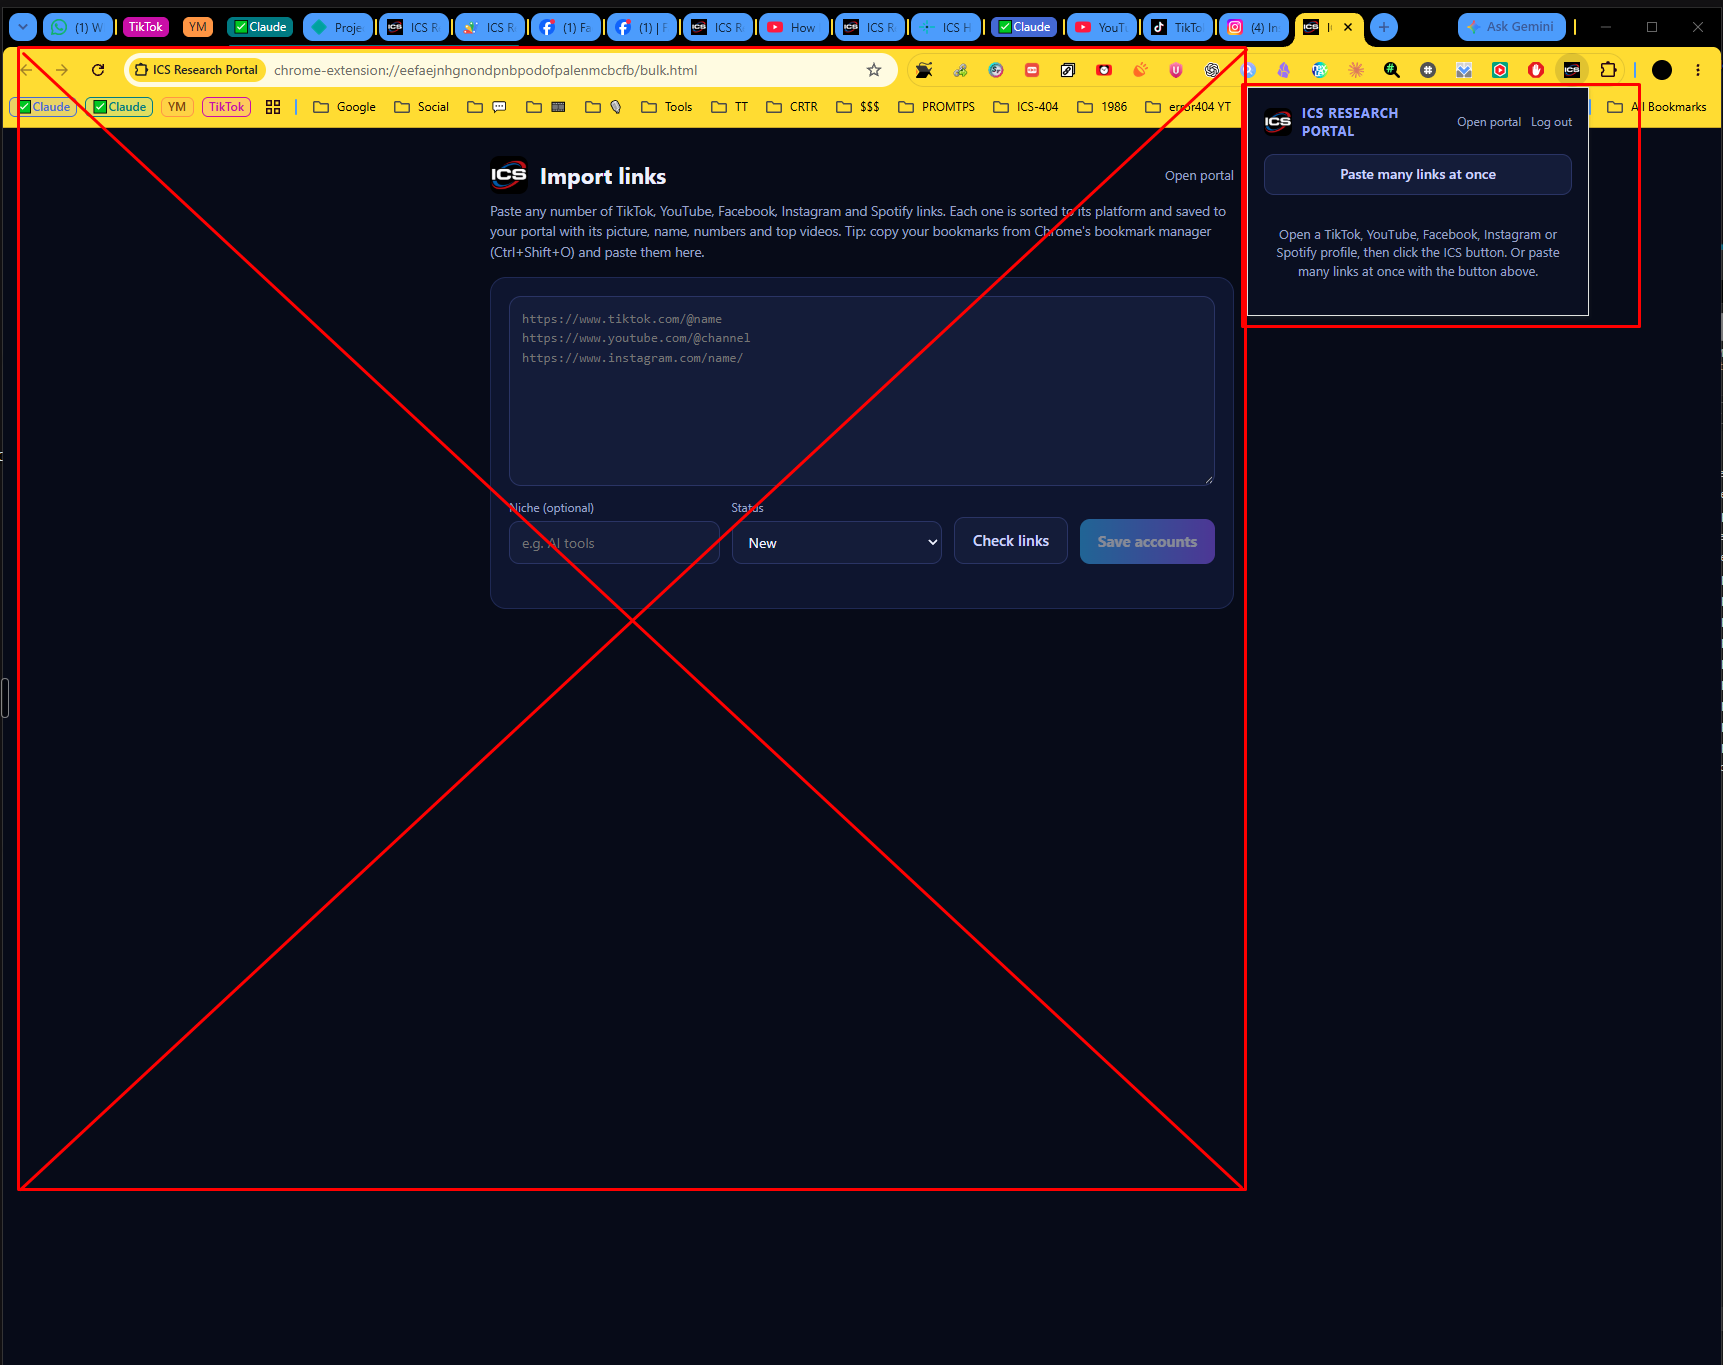 (1) W
TikTok
YM
Claude
Proje
ICS R
ICS R
(1) Fa
(1) | F
How
ICS R
ICS R
ICS H
Claude
YouTu
TikTo
(4) In
Ask Gemini
ICS Research Portal
chrome-extension://eefaejnhgnondpnbpodofpalenmcbcfb/bulk.html
Claude
Claude
YM
TikTok
Google
Social
Tools
TT
CRTR
$$$
PROMTPS
ICS-404
1986
error404 YT
All Bookmarks
ICS
Import links
Open portal
Paste any number of TikTok, YouTube, Facebook, Instagram and Spotify links. Each one is sorted to its platform and saved to
your portal with its picture, name, numbers and top videos. Tip: copy your bookmarks from Chrome's bookmark manager
(Ctrl+Shift+O) and paste them here.
https://www.tiktok.com/@name
https://www.youtube.com/@channel
https://www.instagram.com/name/
Niche (optional)
Status
e.g. AI tools
New
Check links
Save accounts
ICS
ICS RESEARCH
PORTAL
Open portal
Log out
Paste many links at once
Open a TikTok, YouTube, Facebook, Instagram or
Spotify profile, then click the ICS button. Or paste
many links at once with the button above.